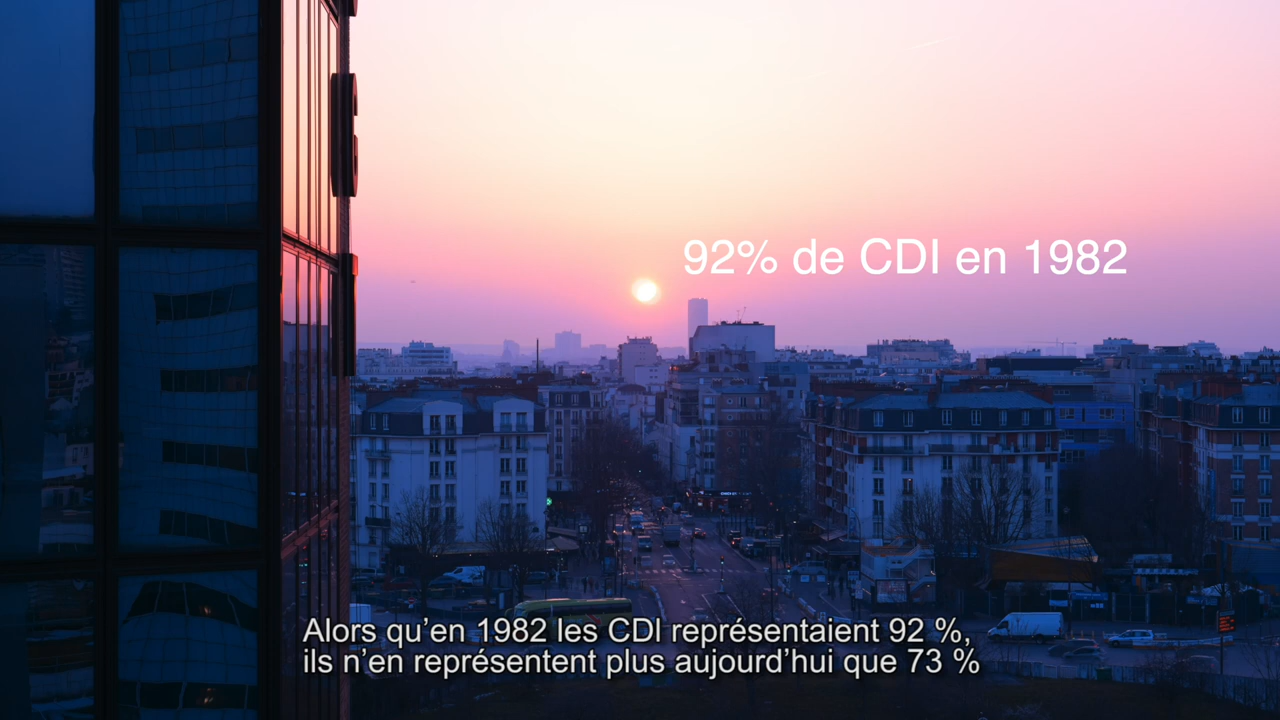 92% de CDI en 1982
Alors qu’en 1982 les CDI représentaient 92 %,
ils n’en représentent plus aujourd’hui que 73 %